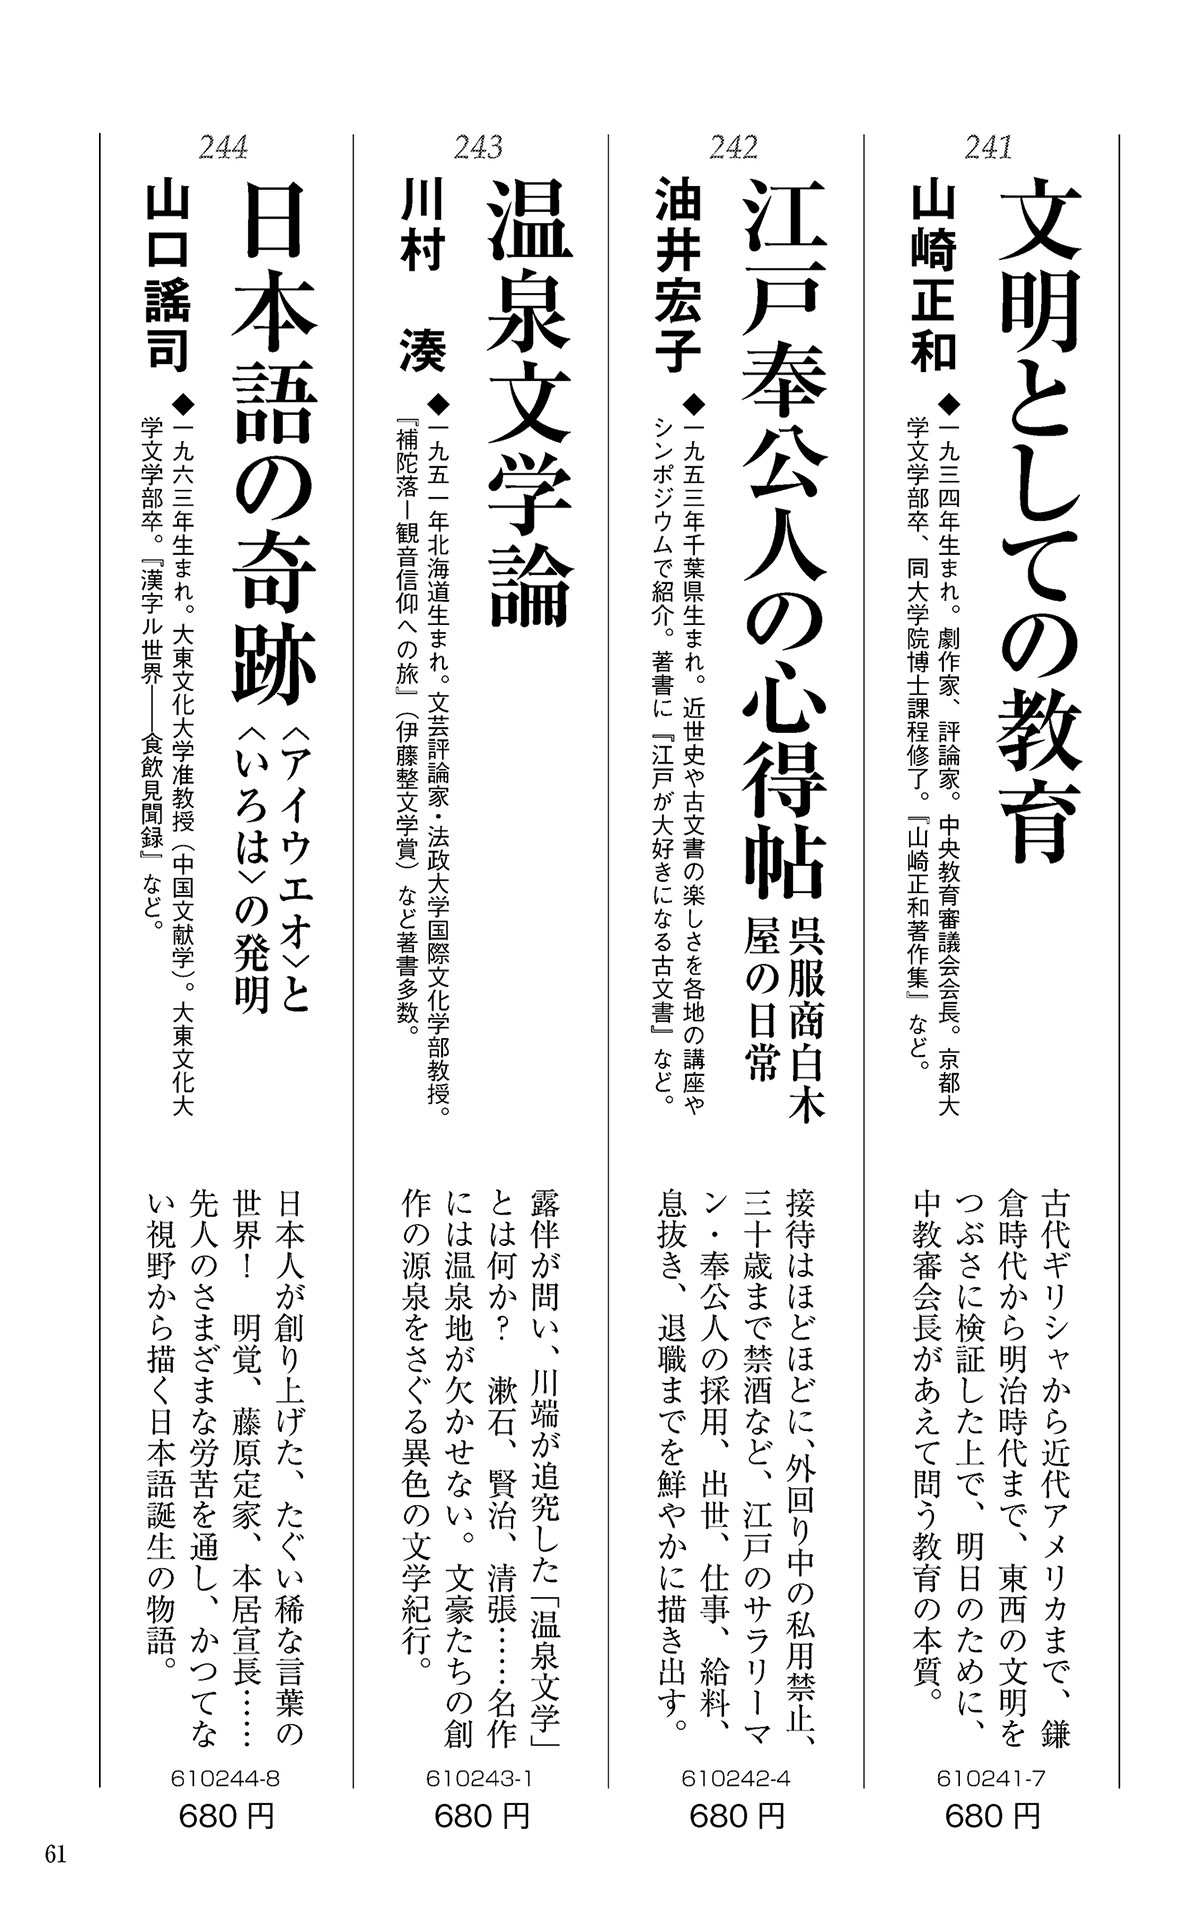 241
文明としての教育
山崎正和
◆一九三四年生まれ。劇作家、評論家。中央教育審議会会長。京都大
学文学部卒、同大学院博士課程修了。『山崎正和著作集』など。
古代ギリシャから近代アメリカまで、鎌
倉時代から明治時代まで、東西の文明を
つぶさに検証した上で、明日のために、
中教審会長があえて問う教育の本質。
610241-7
680円
242
江戸奉公人の心得帖
呉服商白木
屋の日常
油井宏子
◆一九五三年千葉県生まれ。近世史や古文書の楽しさを各地の講座や
シンポジウムで紹介。著書に『江戸が大好きになる古文書』など。
接待はほどほどに、外回り中の私用禁止、
三十歳まで禁酒など、江戸のサラリーマ
ン・奉公人の採用、出世、仕事、給料、
息抜き、退職までを鮮やかに描き出す。
610242-4
680円
243
温泉文学論
川村 湊
◆一九五一年北海道生まれ。文芸評論家・法政大学国際文化学部教授。
『補陀落―観音信仰への旅』(伊藤整文学賞)など著書多数。
露伴が問い、川端が追究した「温泉文学」
とは何か? 漱石、賢治、清張……名作
には温泉地が欠かせない。文豪たちの創
作の源泉をさぐる異色の文学紀行。
610243-1
680円
244
日本語の奇跡
〈アイウエオ〉と
〈いろは〉の発明
山口謠司
◆一九六三年生まれ。大東文化大学准教授(中国文献学)。大東文化大
学文学部卒。『漢字ル世界――食飲見聞録』など。
日本人が創り上げた、たぐい稀な言葉の
世界! 明覚、藤原定家、本居宣長……
先人のさまざまな労苦を通し、かつてな
い視野から描く日本語誕生の物語。
610244-8
680円
61